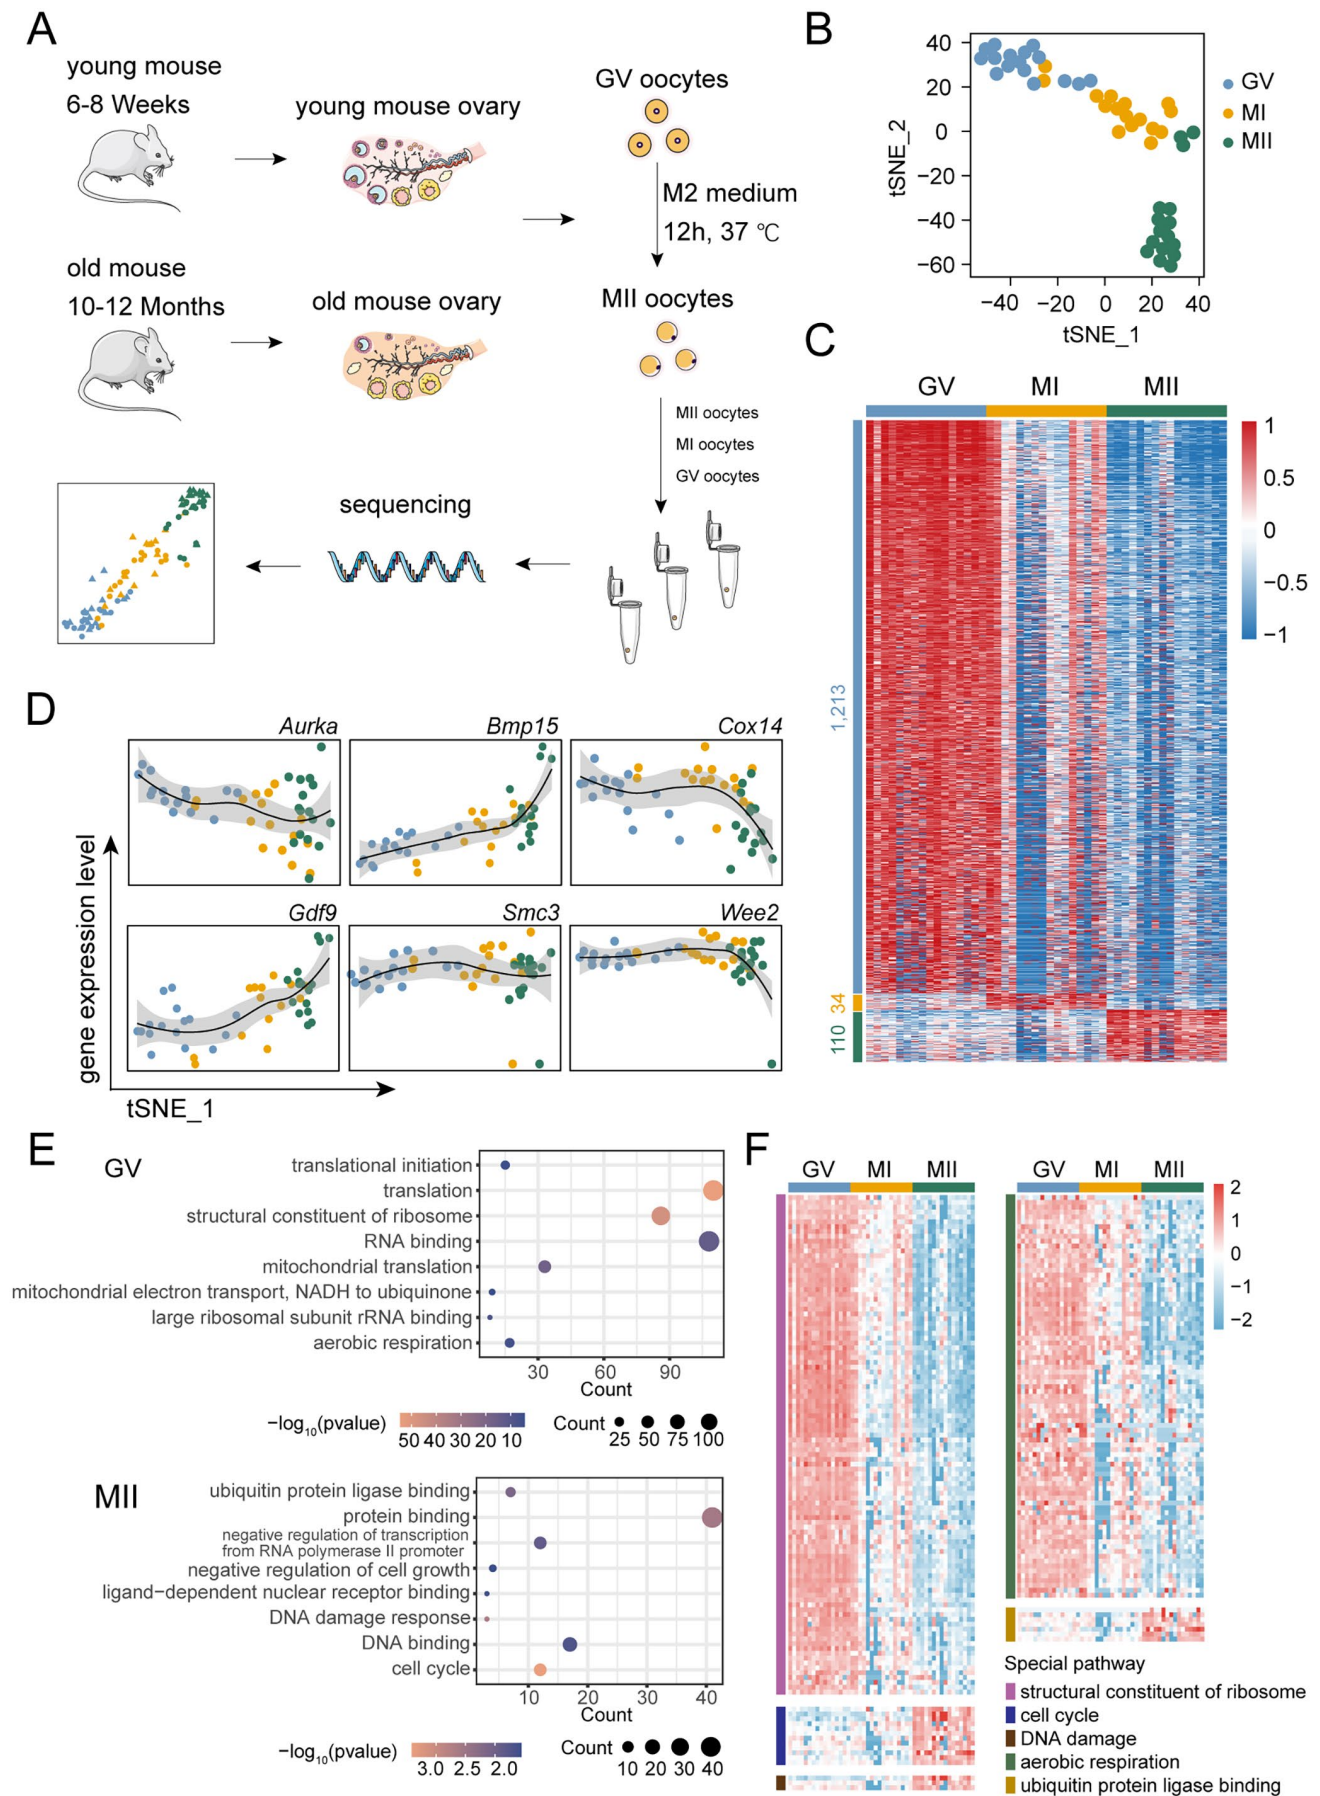 A
young mouse
6-8 Weeks
young mouse ovary
GV oocytes
M2 medium
12h, 37 ℃
old mouse
10-12 Months
old mouse ovary
MII oocytes
MII oocytes
MI oocytes
GV oocytes
sequencing
B
40
20
0
−20
−40
−60
tSNE_2
−40 −20 0 20 40
tSNE_1
GV
MI
MII
C
GV MI MII
1,213
34
110
1
0.5
0
−0.5
−1
D
Aurka Bmp15 Cox14
Gdf9 Smc3 Wee2
gene expression level
tSNE_1
E
GV
translational initiation
translation
structural constituent of ribosome
RNA binding
mitochondrial translation
mitochondrial electron transport, NADH to ubiquinone
large ribosomal subunit rRNA binding
aerobic respiration
30 60 90
Count
−log10(pvalue)
50 40 30 20 10
Count
25 50 75 100
MII
ubiquitin protein ligase binding
protein binding
negative regulation of transcription
from RNA polymerase II promoter
negative regulation of cell growth
ligand−dependent nuclear receptor binding
DNA damage response
DNA binding
cell cycle
10 20 30 40
Count
−log10(pvalue)
3.0 2.5 2.0
Count
10 20 30 40
F
GV MI MII
GV MI MII
2
1
0
−1
−2
Special pathway
structural constituent of ribosome
cell cycle
DNA damage
aerobic respiration
ubiquitin protein ligase binding